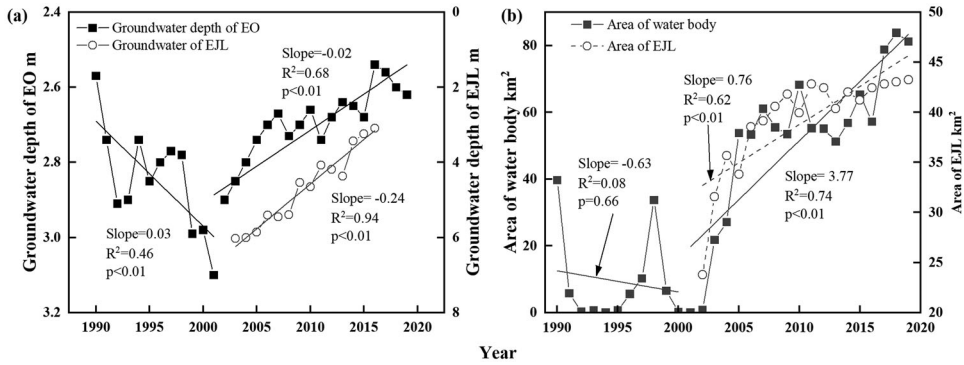 (a)
Groundwater depth of EO m
2.4
2.6
2.8
3.0
3.2
Groundwater depth of EO
Groundwater of EJL
Slope=-0.02
R²=0.68
p<0.01
Slope=0.03
R²=0.46
p<0.01
Slope= -0.24
R²=0.94
p<0.01
0
2
4
6
8
Groundwater depth of EJL m
1990 1995 2000 2005 2010 2015 2020
(b)
Area of water body km²
80
60
40
20
0
Area of water body
Area of EJL
Slope= 0.76
R²=0.62
p<0.01
Slope= -0.63
R²=0.08
p=0.66
Slope= 3.77
R²=0.74
p<0.01
50
45
40
35
30
25
20
Area of EJL km²
1990 1995 2000 2005 2010 2015 2020
Year